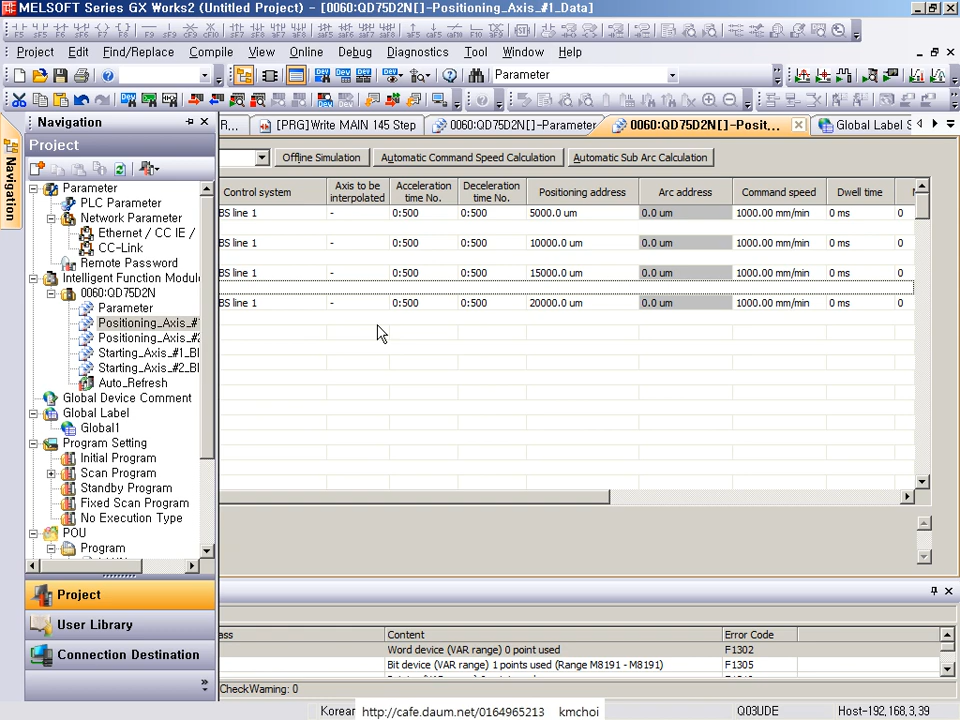 MELSOFT Series GX Works2 (Untitled Project) - [0060:QD75D2N[]-Positioning_Axis_#1_Data]
Project Edit Find/Replace Compile View Online Debug Diagnostics Tool Window Help
Parameter
Navigation
R...
[PRG]Write MAIN 145 Step
0060:QD75D2N[]-Parameter
0060:QD75D2N[]-Posit...
Global Label S
Project
Offline Simulation
Automatic Command Speed Calculation
Automatic Sub Arc Calculation
Navigation
Parameter
PLC Parameter
Network Parameter
Ethernet / CC IE /
CC-Link
Remote Password
Intelligent Function Modul
0060:QD75D2N
Parameter
Positioning_Axis_#1
Positioning_Axis_#2
Starting_Axis_#1_Bl
Starting_Axis_#2_Bl
Auto_Refresh
Global Device Comment
Global Label
Global1
Program Setting
Initial Program
Scan Program
Standby Program
Fixed Scan Program
No Execution Type
POU
Program
Project
User Library
Connection Destination
Control system Axis to be interpolated Acceleration time No. Deceleration time No. Positioning address Arc address Command speed Dwell time
BS line 1 - 0:500 0:500 5000.0 um 0.0 um 1000.00 mm/min 0 ms 0
BS line 1 - 0:500 0:500 10000.0 um 0.0 um 1000.00 mm/min 0 ms 0
BS line 1 - 0:500 0:500 15000.0 um 0.0 um 1000.00 mm/min 0 ms 0
BS line 1 - 0:500 0:500 20000.0 um 0.0 um 1000.00 mm/min 0 ms 0
ass Content Error Code
Word device (VAR range) 0 point used F1302
Bit device (VAR range) 1 points used (Range M8191 - M8191) F1305
CheckWarning: 0
Korean http://cafe.daum.net/0164965213 kmchoi Q03UDE Host-192,168,3,39